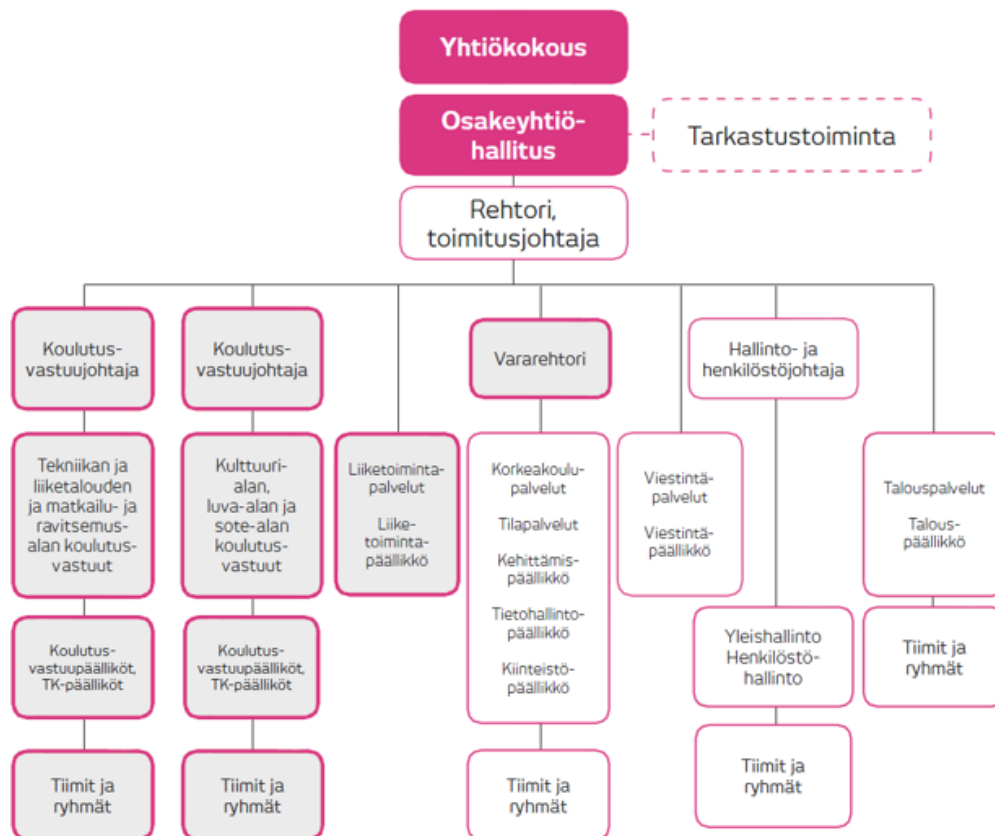 Yhtiökokous
Osakeyhtiö-
hallitus
Tarkastustoiminta
Rehtori,
toimitusjohtaja
Koulutus-
vastuujohtaja
Koulutus-
vastuujohtaja
Vararehtori
Hallinto- ja
henkilöstöjohtaja
Tekniikan ja
liiketalouden
ja matkailu- ja
ravitsemus-
alan koulutus-
vastuut
Kulttuuri-
alan,
luva-alan ja
sote-alan
koulutus-
vastuut
Liiketoiminta-
palvelut
Liike-
toiminta-
päällikkö
Korkeakoulu-
palvelut
Tilapalvelut
Kehittämis-
päällikkö
Tietohallinto-
päällikkö
Kiinteistö-
päällikkö
Viestintä-
palvelut
Viestintä-
päällikkö
Talouspalvelut
Talous-
päällikkö
Koulutus-
vastuupäälliköt,
TK-päälliköt
Koulutus-
vastuupäälliköt,
TK-päälliköt
Yleishallinto
Henkilöstö-
hallinto
Tiimit ja
ryhmät
Tiimit ja
ryhmät
Tiimit ja
ryhmät
Tiimit ja
ryhmät
Tiimit ja
ryhmät